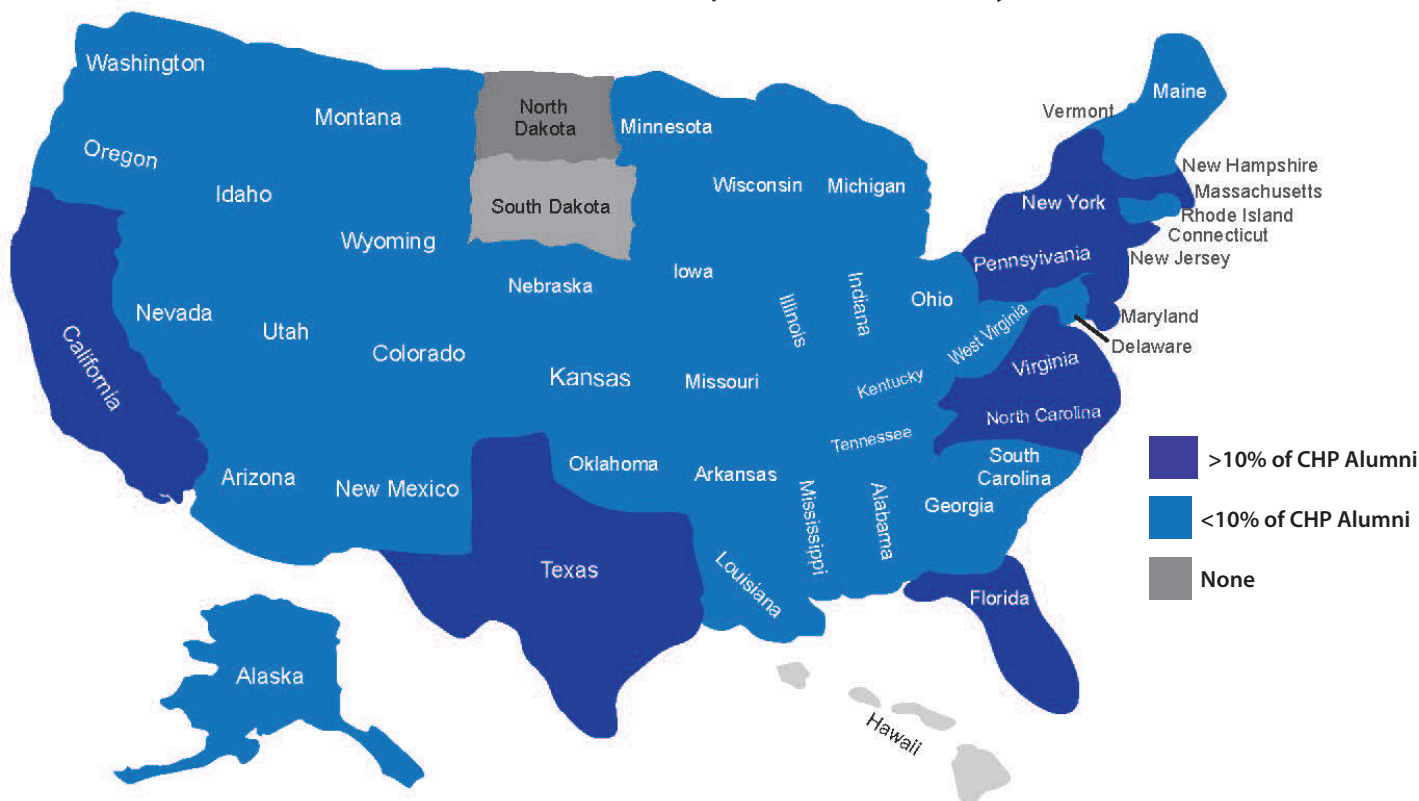 Washington
Montana
North
Dakota
Minnesota
Vermont
Maine
Oregon
Idaho
Wisconsin
Michigan
New Hampshire
Massachusetts
South Dakota
New York
Rhode Island
Connecticut
Wyoming
Pennsyivania
New Jersey
Nebraska
Iowa
Illinois
Indiana
Ohio
West Virginia
Maryland
Delaware
Nevada
Utah
Colorado
California
Kansas
Missouri
Kentucky
Virginia
North Carolina
Tennessee
Arizona
New Mexico
Oklahoma
Arkansas
Mississippi
Alabama
Georgia
South
Carolina
>10% of CHP Alumni
<10% of CHP Alumni
None
Texas
Louisiana
Florida
Alaska
Hawaii